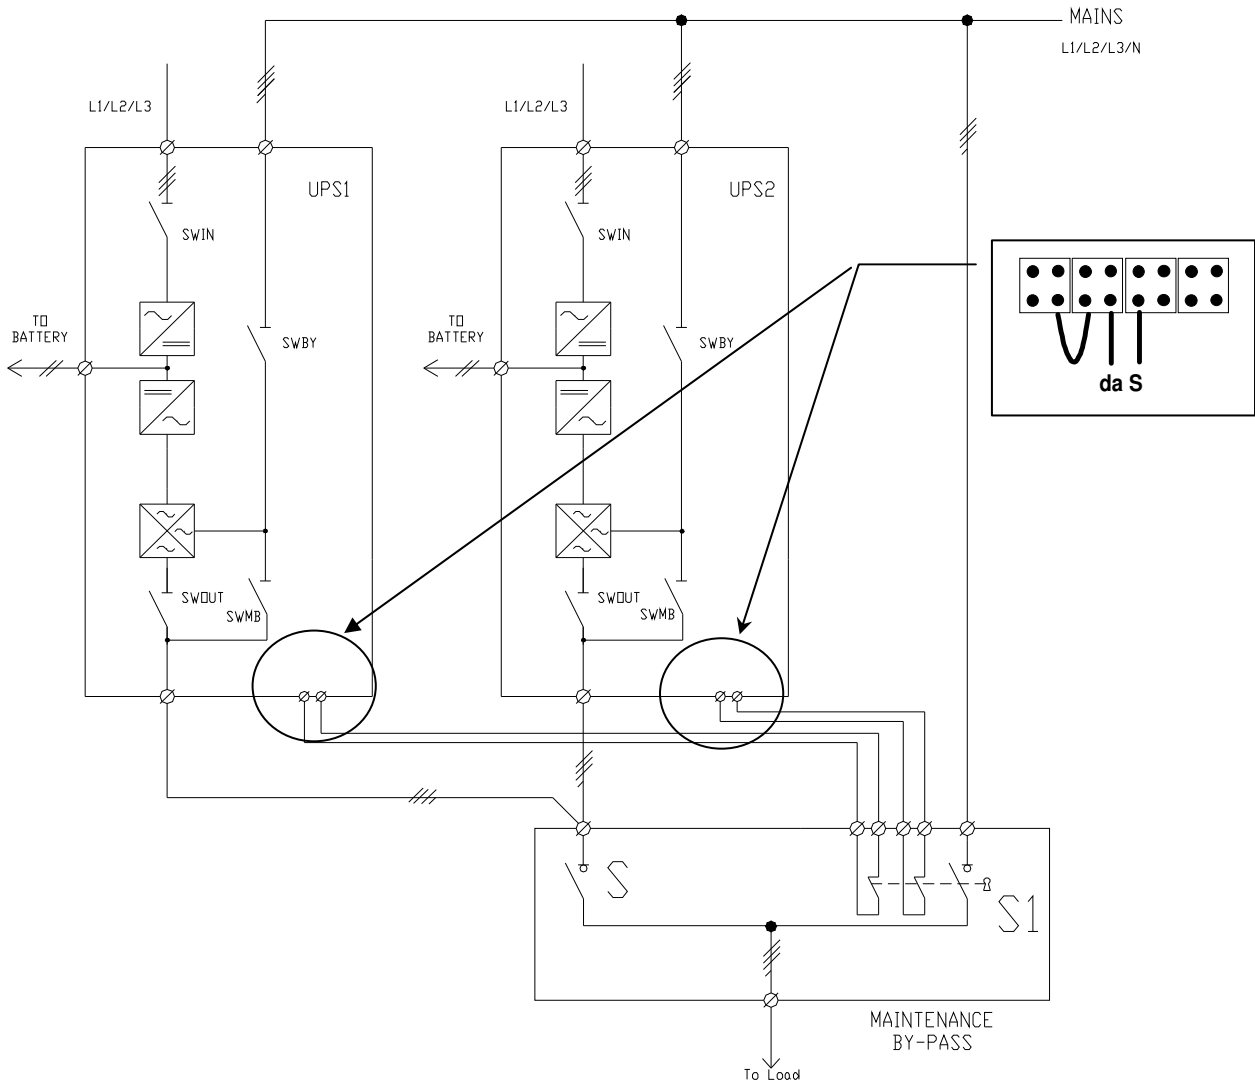 MAINS
L1/L2/L3/N
L1/L2/L3
L1/L2/L3
UPS1
UPS2
SWIN
SWIN
TO
BATTERY
SWBY
TO
BATTERY
SWBY
da S
SWOUT
SWMB
SWOUT
SWMB
S
S1
MAINTENANCE
BY-PASS
To Load